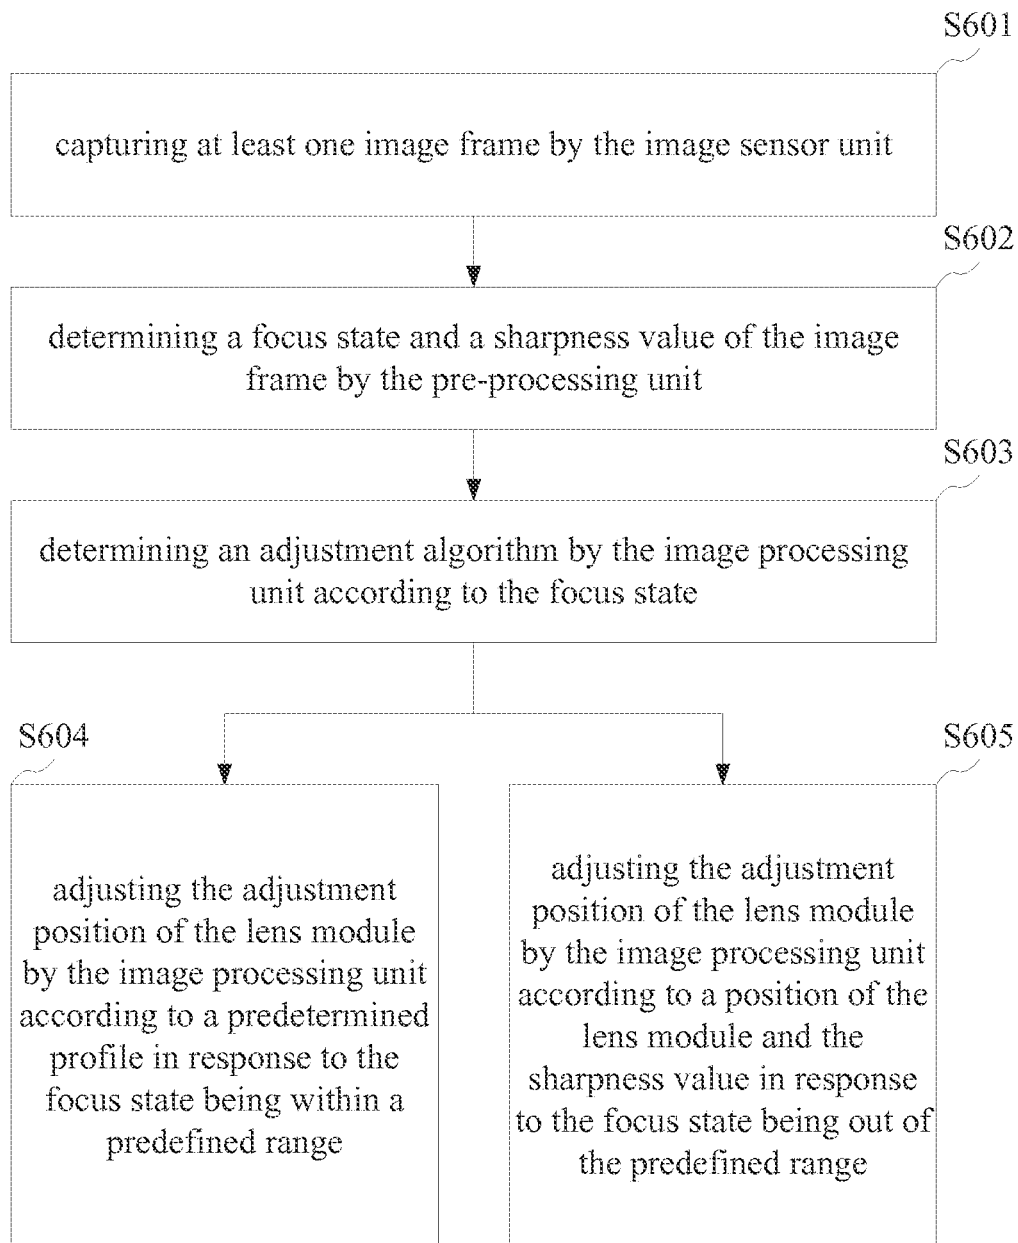 S601
capturing at least one image frame by the image sensor unit
S602
determining a focus state and a sharpness value of the image
frame by the pre-processing unit
S603
determining an adjustment algorithm by the image processing
unit according to the focus state
S604
adjusting the adjustment
position of the lens module
by the image processing unit
according to a predetermined
profile in response to the
focus state being within a
predefined range
S605
adjusting the adjustment
position of the lens module
by the image processing unit
according to a position of the
lens module and the
sharpness value in response
to the focus state being out of
the predefined range